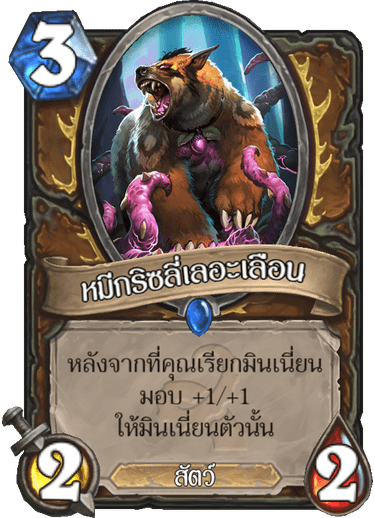 3
หมีกริซลี่เลอะเลือน
หลังจากที่คุณเรียกมินเนี่ยน
มอบ +1/+1
ให้มินเนี่ยนตัวนั้น
2
สัตว์
2